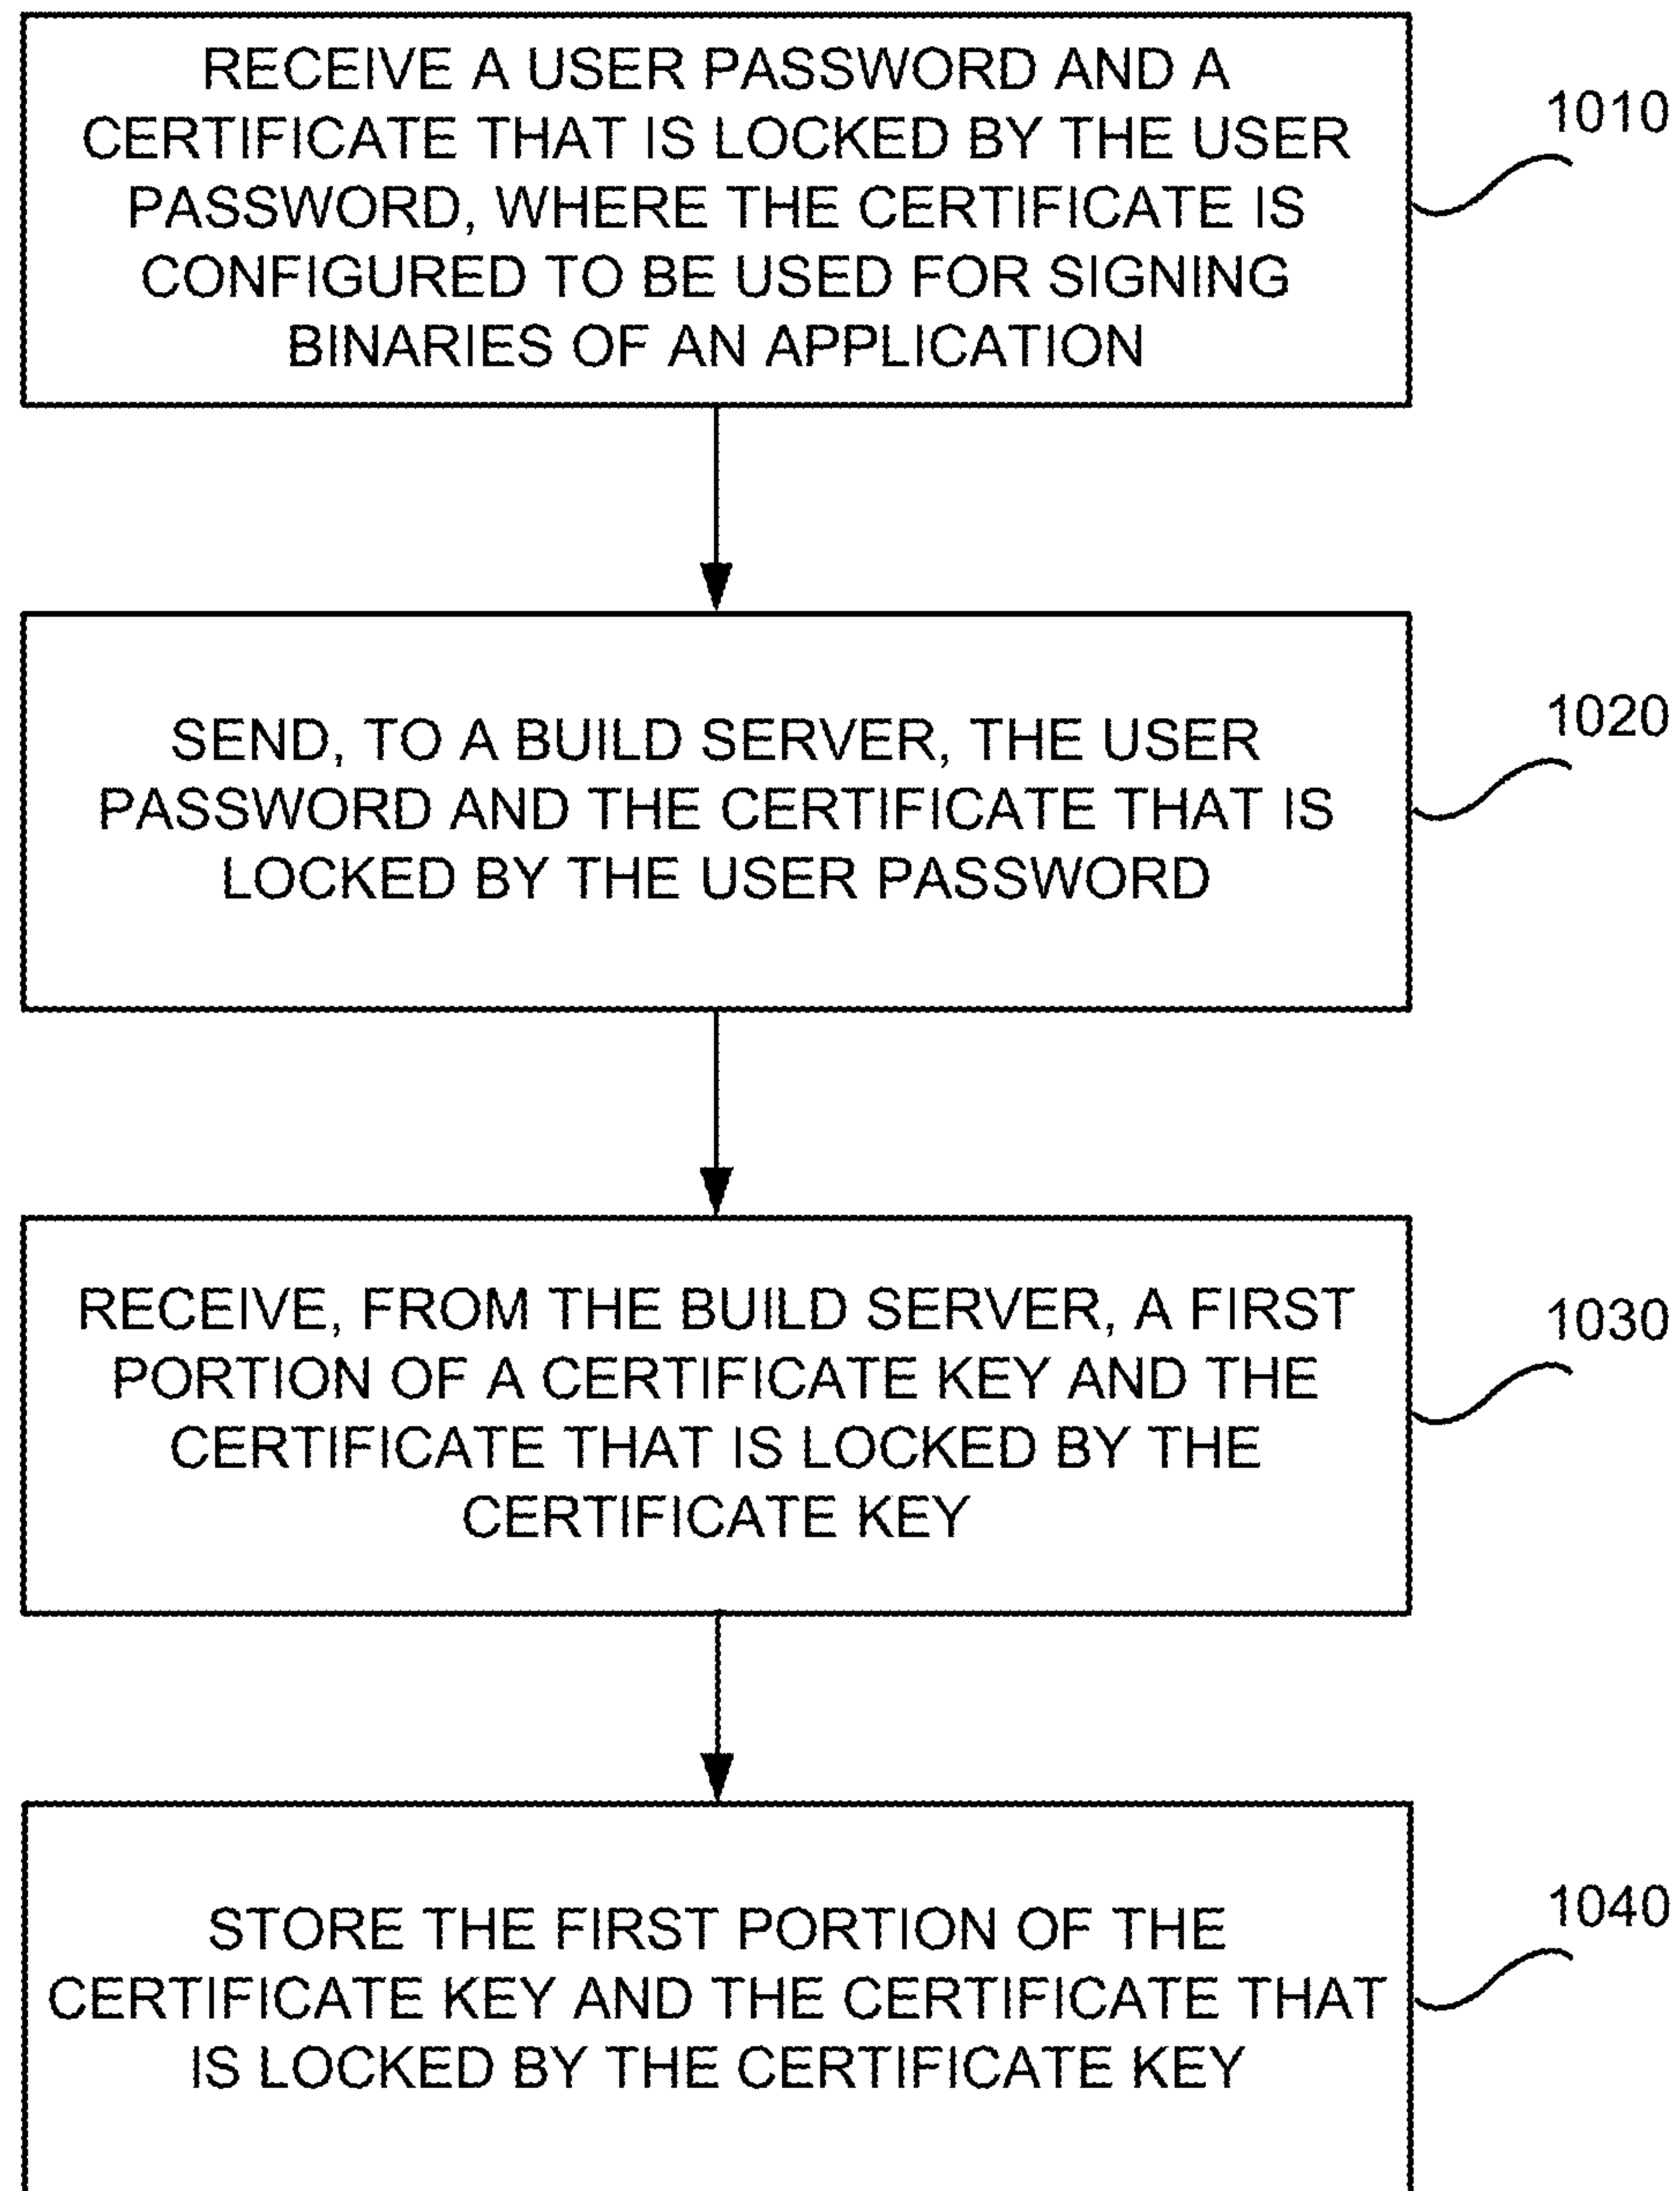 RECEIVE A USER PASSWORD AND A
CERTIFICATE THAT IS LOCKED BY THE USER
PASSWORD, WHERE THE CERTIFICATE IS
CONFIGURED TO BE USED FOR SIGNING
BINARIES OF AN APPLICATION
1010
SEND, TO A BUILD SERVER, THE USER
PASSWORD AND THE CERTIFICATE THAT IS
LOCKED BY THE USER PASSWORD
1020
RECEIVE, FROM THE BUILD SERVER, A FIRST
PORTION OF A CERTIFICATE KEY AND THE
CERTIFICATE THAT IS LOCKED BY THE
CERTIFICATE KEY
1030
STORE THE FIRST PORTION OF THE
CERTIFICATE KEY AND THE CERTIFICATE THAT
IS LOCKED BY THE CERTIFICATE KEY
1040